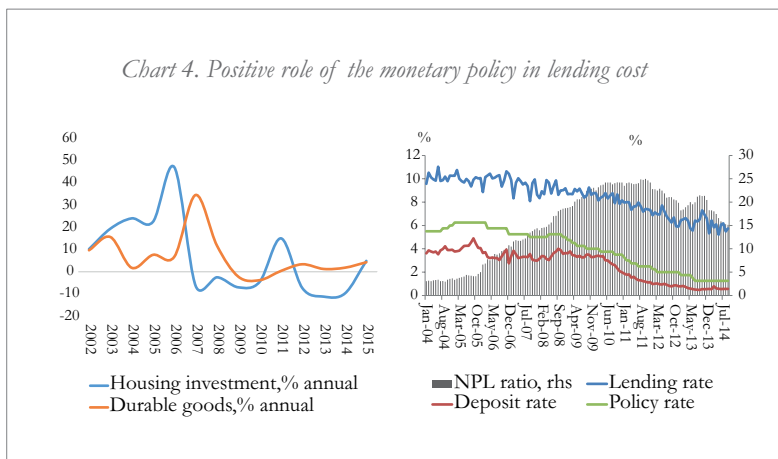 Chart 4. Positive role of the monetary policy in lending cost
60
50
40
30
20
10
0
-10
-20
2002
2003
2004
2005
2006
2007
2008
2009
2010
2011
2012
2013
2014
2015
Housing investment,% annual
Durable goods,% annual
% %
12
10
8
6
4
2
0
30
25
20
15
10
5
0
Jan-04
Aug-04
Mar-05
Oct-05
May-06
Dec-06
Jul-07
Feb-08
Sep-08
Apr-09
Nov-09
Jun-10
Jan-11
Aug-11
Mar-12
Oct-12
May-13
Dec-13
Jul-14
NPL ratio, rhs Lending rate
Deposit rate Policy rate